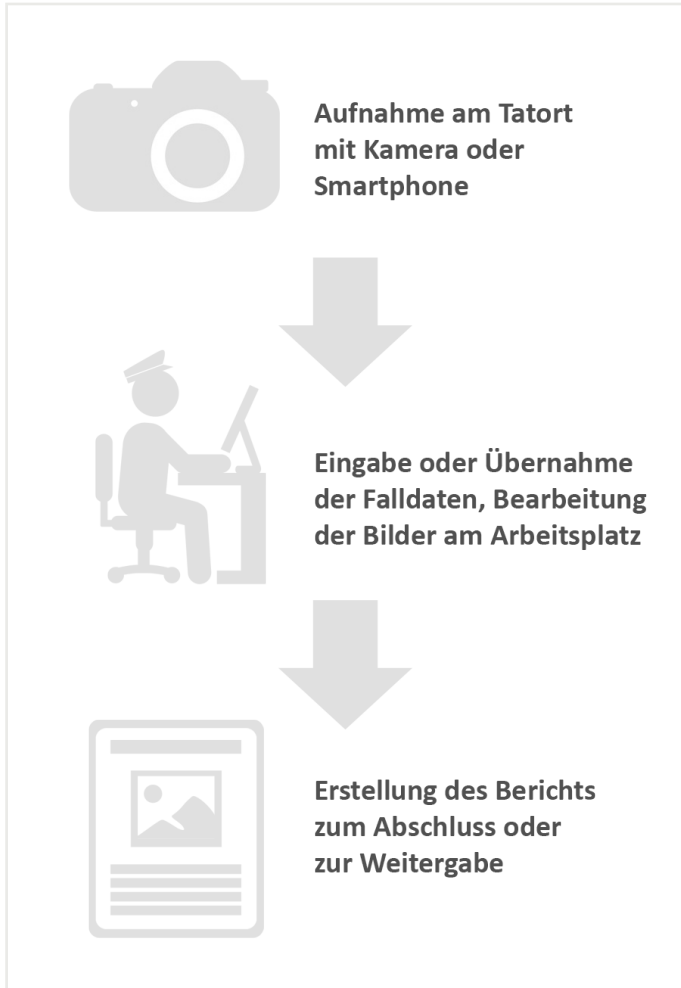 Aufnahme am Tatort
mit Kamera oder
Smartphone
Eingabe oder Übernahme
der Falldaten, Bearbeitung
der Bilder am Arbeitsplatz
Erstellung des Berichts
zum Abschluss oder
zur Weitergabe